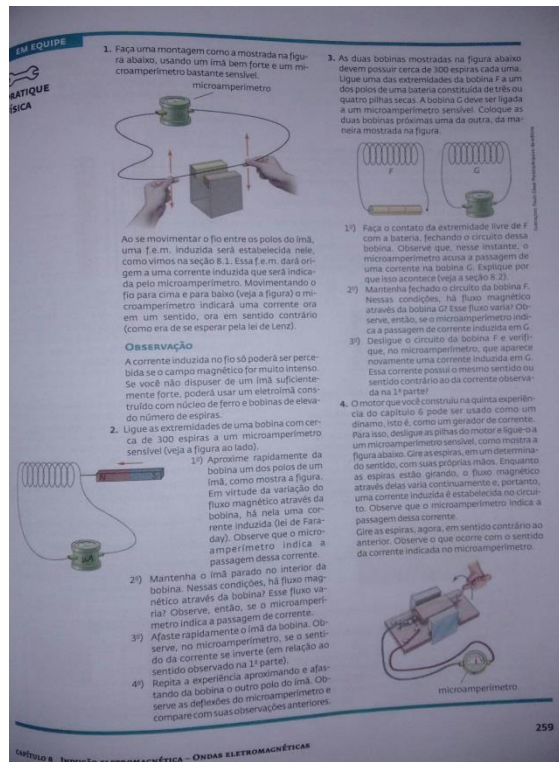 EM EQUIPE
PRATIQUE
FÍSICA
1. Faça uma montagem como a mostrada na figu-
ra abaixo, usando um ímã bem forte e um mi-
croamperímetro bastante sensível.
microamperímetro
Ao se movimentar o fio entre os polos do ímã,
uma f.e.m. induzida será estabelecida nele,
como vimos na seção 8.1. Essa f.e.m. dará ori-
gem a uma corrente induzida que será indica-
da pelo microamperímetro. Movimentando o
fio para cima e para baixo (veja a figura) o mi-
croamperímetro indicará uma corrente ora
em um sentido, ora em sentido contrário
(como era de se esperar pela lei de Lenz).
OBSERVAÇÃO
A corrente induzida no fio só poderá ser perce-
bida se o campo magnético for muito intenso.
Se você não dispuser de um ímã suficiente-
mente forte, poderá usar um eletroímã cons-
truído com núcleo de ferro e bobinas de eleva-
do número de espiras.
2. Ligue as extremidades de uma bobina com cer-
ca de 300 espiras a um microamperímetro
sensível (veja a figura ao lado).
1º) Aproxime rapidamente da
bobina um dos polos de um
ímã, como mostra a figura.
Em virtude da variação do
fluxo magnético através da
bobina, há nela uma cor-
rente induzida (lei de Fara-
day). Observe que o micro-
amperímetro indica a
passagem dessa corrente.
N
µA
2º) Mantenha o ímã parado no interior da
bobina. Nessas condições, há fluxo mag-
nético através da bobina? Esse fluxo va-
ria? Observe, então, se o microamperí-
metro indica a passagem de corrente.
3º) Afaste rapidamente o ímã da bobina. Ob-
serve, no microamperímetro, se o senti-
do da corrente se inverte (em relação ao
sentido observado na 1ª parte).
4º) Repita a experiência aproximando e afas-
tando da bobina o outro polo do ímã. Ob-
serve as deflexões do microamperímetro e
compare com suas observações anteriores.
3. As duas bobinas mostradas na figura abaixo
devem possuir cerca de 300 espiras cada uma.
Ligue uma das extremidades da bobina F a um
dos polos de uma bateria constituída de três ou
quatro pilhas secas. A bobina G deve ser ligada
a um microamperímetro sensível. Coloque as
duas bobinas próximas uma da outra, da ma-
neira mostrada na figura.
F
G
1º) Faça o contato da extremidade livre de F
com a bateria, fechando o circuito dessa
bobina. Observe que, nesse instante, o
microamperímetro acusa a passagem de
uma corrente na bobina G. Explique por
que isso acontece (veja a seção 8.2).
2º) Mantenha fechado o circuito da bobina F.
Nessas condições, há fluxo magnético
através da bobina G? Esse fluxo varia? Ob-
serve, então, se o microamperímetro indi-
ca a passagem de corrente induzida em G.
3º) Desligue o circuito da bobina F e verifi-
que, no microamperímetro, que aparece
novamente uma corrente induzida em G.
Essa corrente possui o mesmo sentido ou
sentido contrário ao da corrente observa-
da na 1ª parte?
4. O motor que você construiu na quinta experiên-
cia do capítulo 6 pode ser usado como um
dínamo, isto é, como um gerador de corrente.
Para isso, desligue as pilhas do motor e ligue-o a
um microamperímetro sensível, como mostra a
figura abaixo. Gire as espiras, em um determina-
do sentido, com suas próprias mãos. Enquanto
as espiras estão girando, o fluxo magnético
através delas varia continuamente e, portanto,
uma corrente induzida é estabelecida no circui-
to. Observe que o microamperímetro indica a
passagem dessa corrente.
Gire as espiras, agora, em sentido contrário ao
anterior. Observe o que ocorre com o sentido
da corrente indicada no microamperímetro.
microamperímetro
259
CAPÍTULO 8 INDUÇÃO ELETROMAGNÉTICA – ONDAS ELETROMAGNÉTICAS